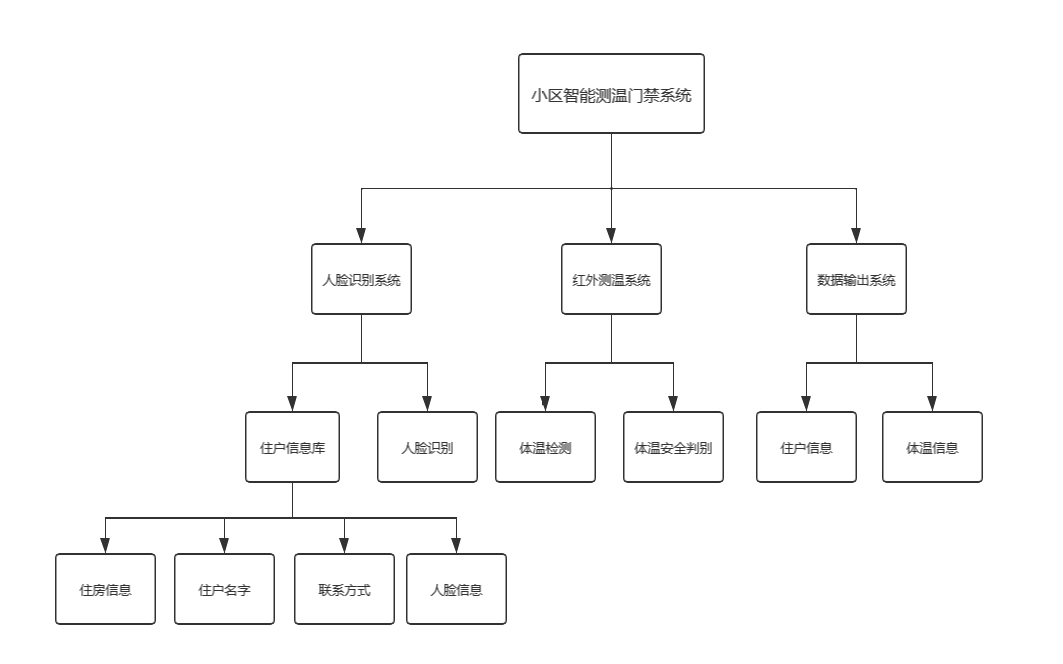 小区智能测温门禁系统
人脸识别系统
红外测温系统
数据输出系统
住户信息库
人脸识别
体温检测
体温安全判别
住户信息
体温信息
住房信息
住户名字
联系方式
人脸信息